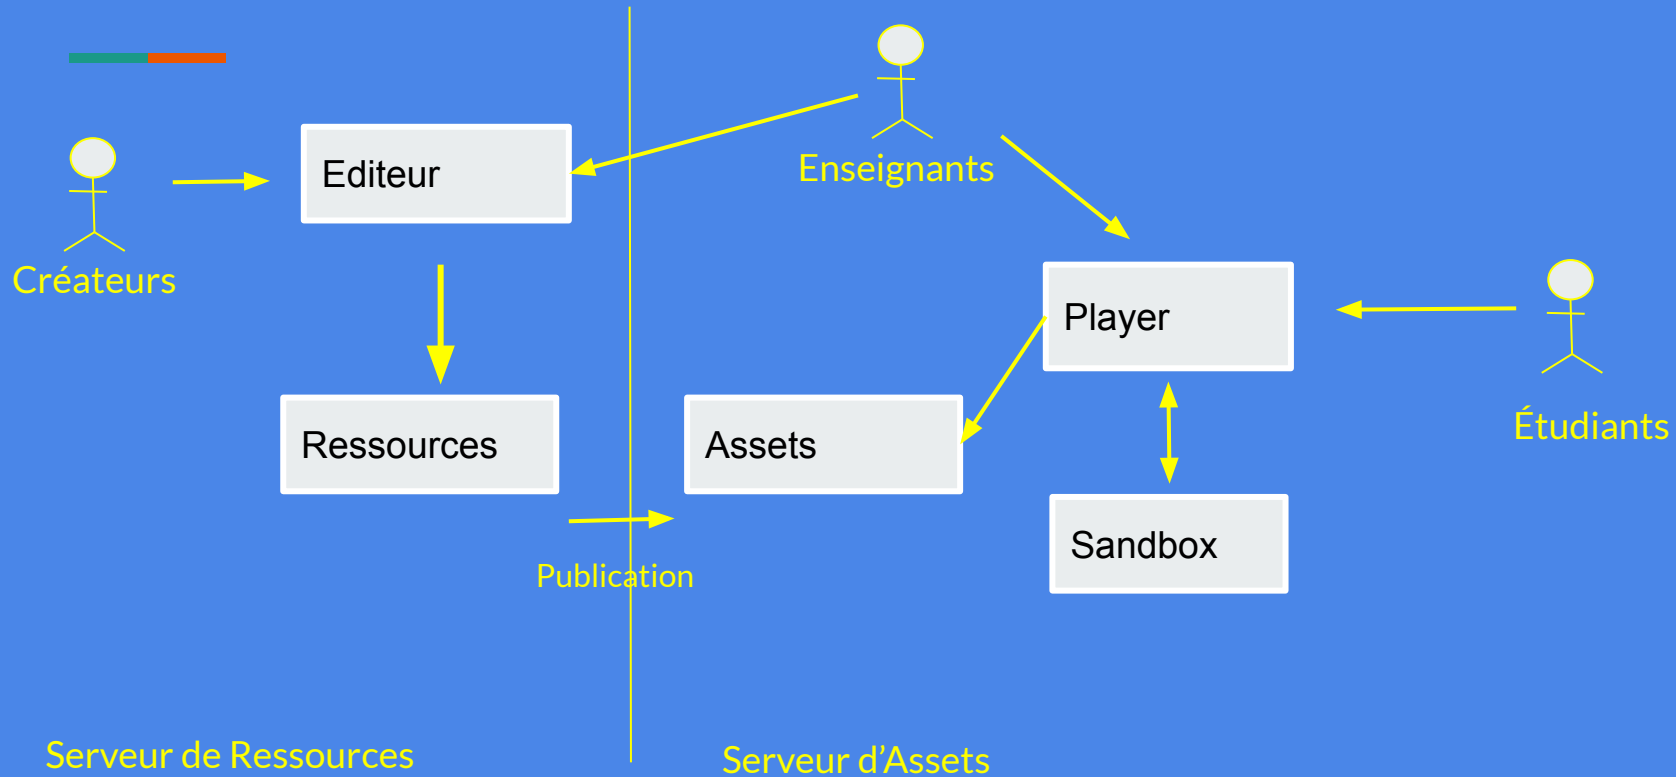 Enseignants
Editeur
Créateurs
Player
Étudiants
Ressources
Assets
Sandbox
Publication
Serveur de Ressources
Serveur d’Assets